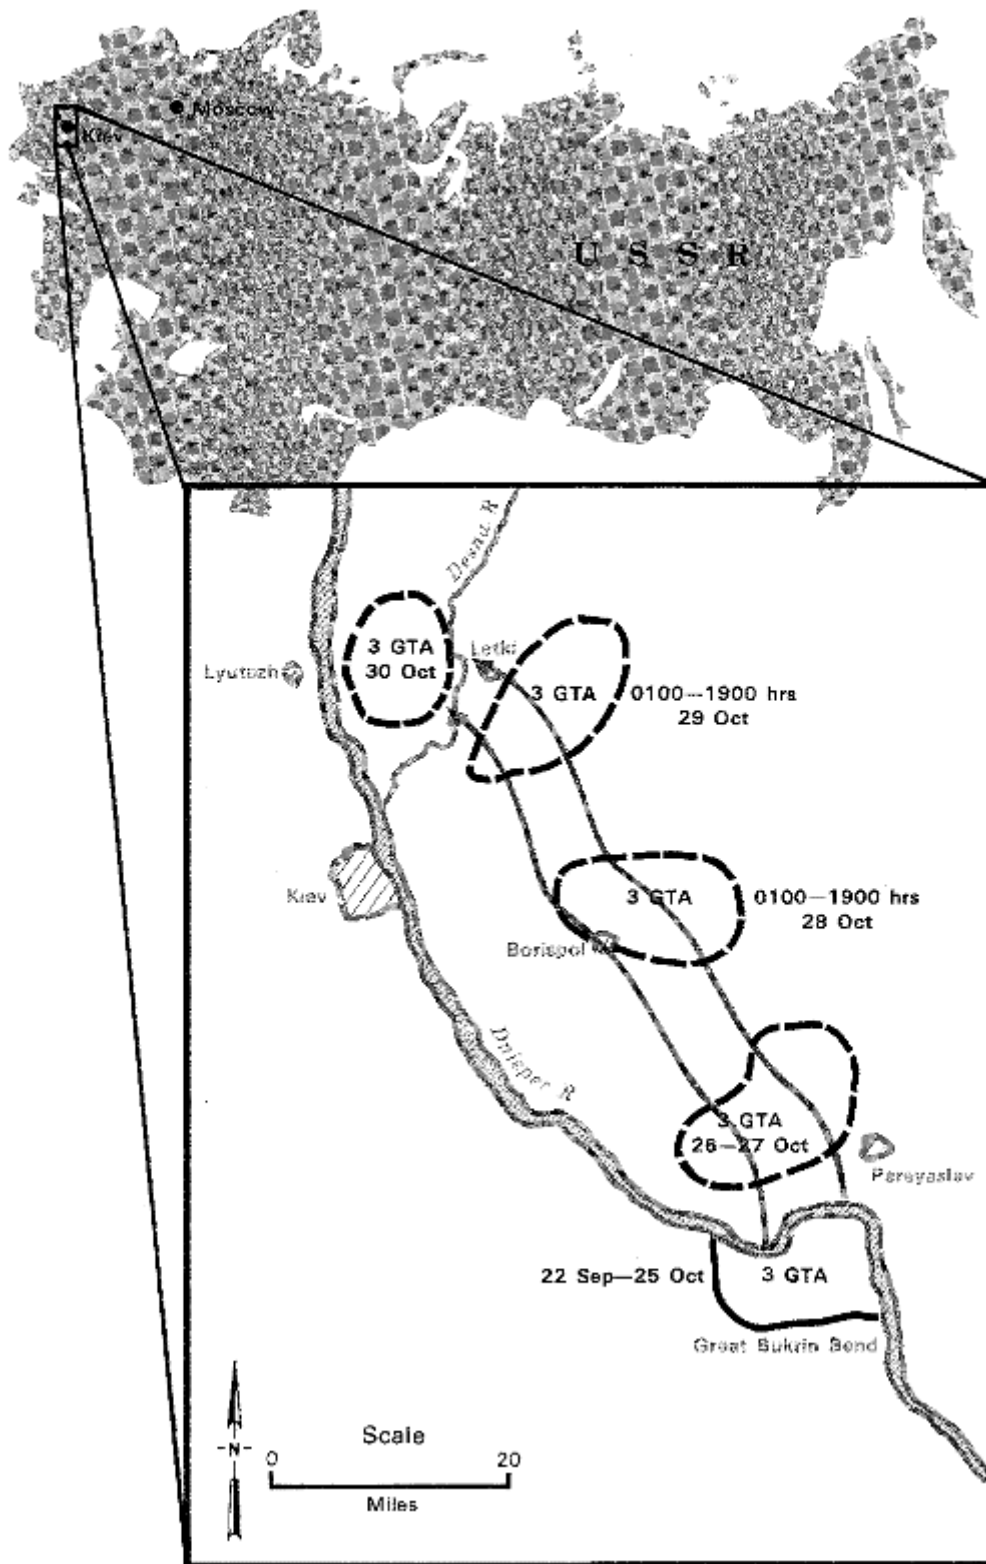 Moscow
Kiev
U S S R
Desna R
3 GTA
30 Oct
Letki
Lyutezh
3 GTA
0100—1900 hrs
29 Oct
Kiev
3 GTA
0100—1900 hrs
28 Oct
Borispol
Dnieper R
3 GTA
26—27 Oct
Pereyaslav
22 Sep—25 Oct
3 GTA
Great Bukrin Bend
N
Scale
0
20
Miles